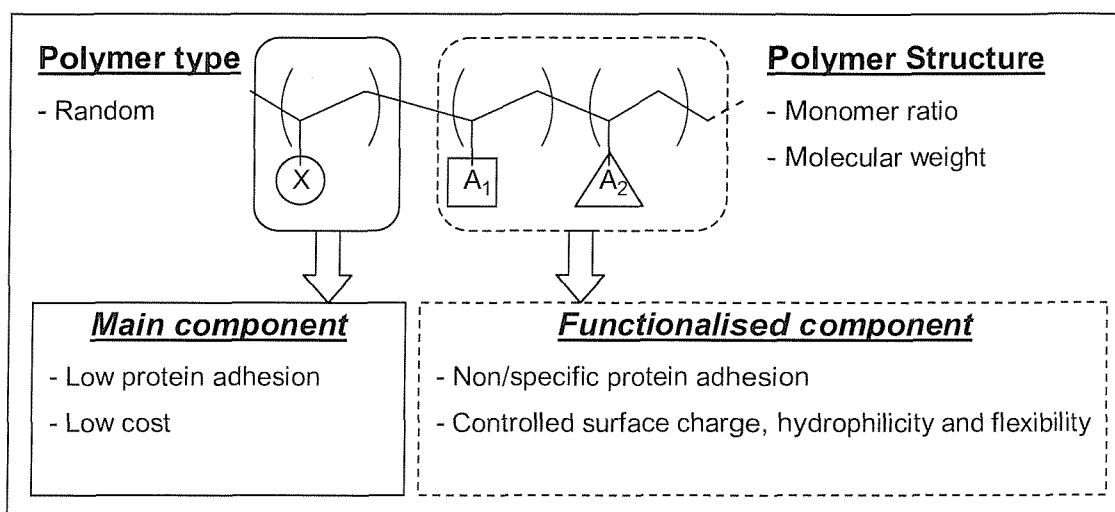 Polymer type
- Random
X
A1
A2
Polymer Structure
- Monomer ratio
- Molecular weight
Main component
- Low protein adhesion
- Low cost
Functionalised component
- Non/specific protein adhesion
- Controlled surface charge, hydrophilicity and flexibility